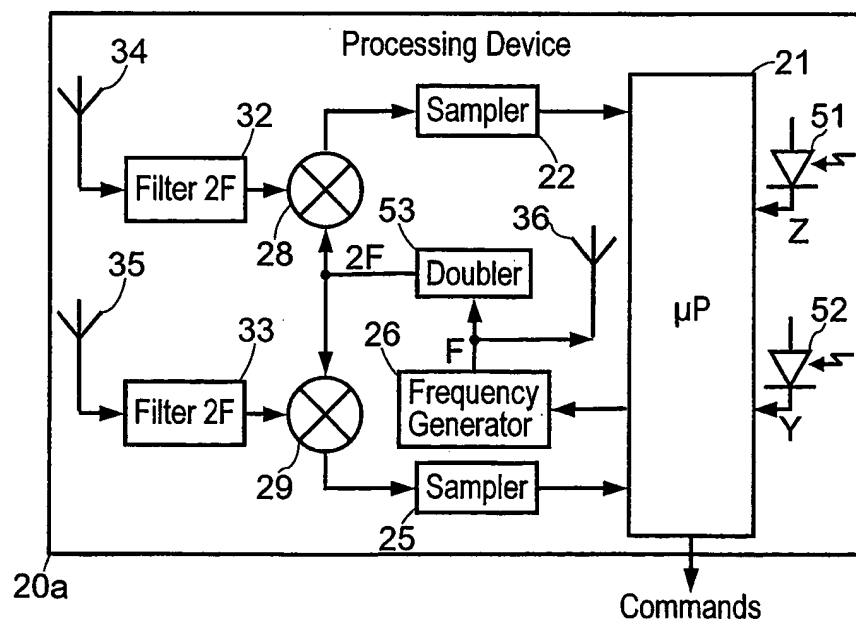 Processing Device
34
32
Filter 2F
28
Sampler
22
21
51
Z
35
33
Filter 2F
29
53
2F
Doubler
36
F
26
Frequency
Generator
µP
52
Y
Sampler
25
20a
Commands